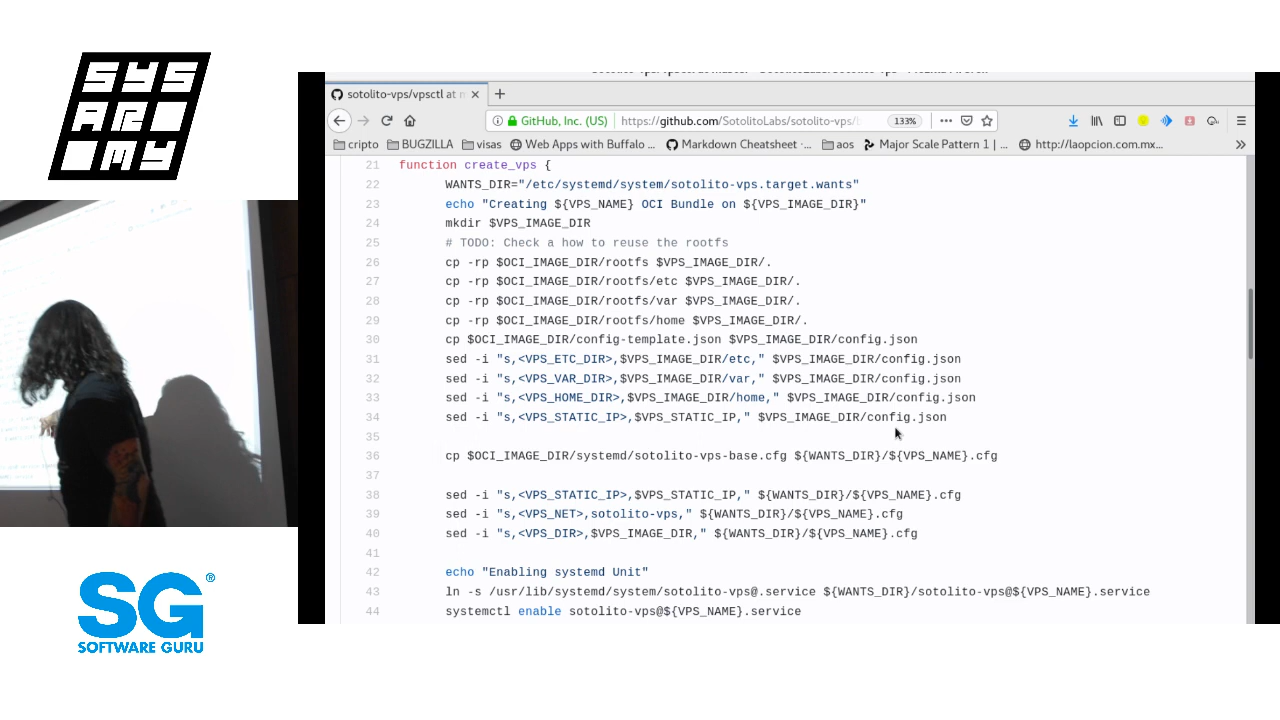 SYS
AR
MY
SG®
SOFTWARE GURU
sotolito-vps/vpsctl at m
GitHub, Inc. (US)
https://github.com/SotolitoLabs/sotolito-vps/b
133%
cripto
BUGZILLA
visas
Web Apps with Buffalo ...
Markdown Cheatsheet ·...
aos
Major Scale Pattern 1 | ...
http://laopcion.com.mx...
21 function create_vps {
22 WANTS_DIR="/etc/systemd/system/sotolito-vps.target.wants"
23 echo "Creating ${VPS_NAME} OCI Bundle on ${VPS_IMAGE_DIR}"
24 mkdir $VPS_IMAGE_DIR
25 # TODO: Check a how to reuse the rootfs
26 cp -rp $OCI_IMAGE_DIR/rootfs $VPS_IMAGE_DIR/.
27 cp -rp $OCI_IMAGE_DIR/rootfs/etc $VPS_IMAGE_DIR/.
28 cp -rp $OCI_IMAGE_DIR/rootfs/var $VPS_IMAGE_DIR/.
29 cp -rp $OCI_IMAGE_DIR/rootfs/home $VPS_IMAGE_DIR/.
30 cp $OCI_IMAGE_DIR/config-template.json $VPS_IMAGE_DIR/config.json
31 sed -i "s,<VPS_ETC_DIR>,$VPS_IMAGE_DIR/etc," $VPS_IMAGE_DIR/config.json
32 sed -i "s,<VPS_VAR_DIR>,$VPS_IMAGE_DIR/var," $VPS_IMAGE_DIR/config.json
33 sed -i "s,<VPS_HOME_DIR>,$VPS_IMAGE_DIR/home," $VPS_IMAGE_DIR/config.json
34 sed -i "s,<VPS_STATIC_IP>,$VPS_STATIC_IP," $VPS_IMAGE_DIR/config.json
35
36 cp $OCI_IMAGE_DIR/systemd/sotolito-vps-base.cfg ${WANTS_DIR}/${VPS_NAME}.cfg
37
38 sed -i "s,<VPS_STATIC_IP>,$VPS_STATIC_IP," ${WANTS_DIR}/${VPS_NAME}.cfg
39 sed -i "s,<VPS_NET>,sotolito-vps," ${WANTS_DIR}/${VPS_NAME}.cfg
40 sed -i "s,<VPS_DIR>,$VPS_IMAGE_DIR," ${WANTS_DIR}/${VPS_NAME}.cfg
41
42 echo "Enabling systemd Unit"
43 ln -s /usr/lib/systemd/system/sotolito-vps@.service ${WANTS_DIR}/sotolito-vps@${VPS_NAME}.service
44 systemctl enable sotolito-vps@${VPS_NAME}.service